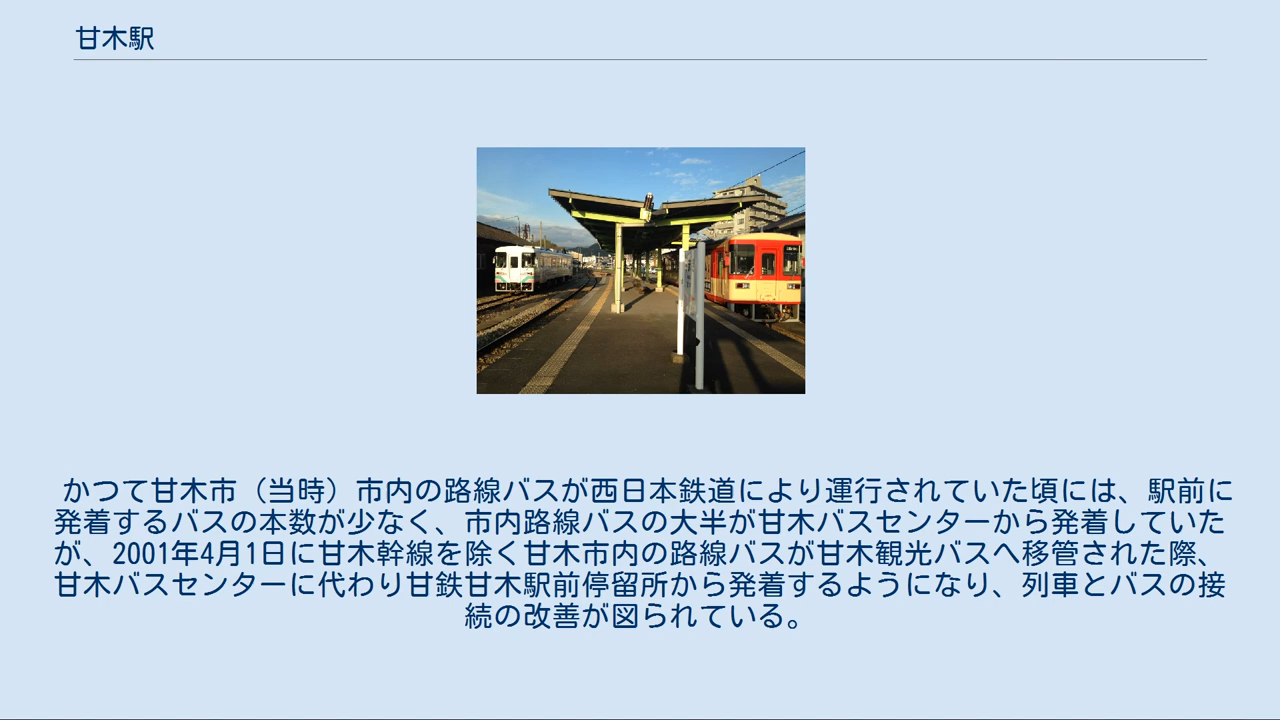 甘木駅
かつて甘木市（当時）市内の路線バスが西日本鉄道により運行されていた頃には、駅前に
発着するバスの本数が少なく、市内路線バスの大半が甘木バスセンターから発着していた
が、2001年4月1日に甘木幹線を除く甘木市内の路線バスが甘木観光バスへ移管された際、
甘木バスセンターに代わり甘鉄甘木駅前停留所から発着するようになり、列車とバスの接
続の改善が図られている。